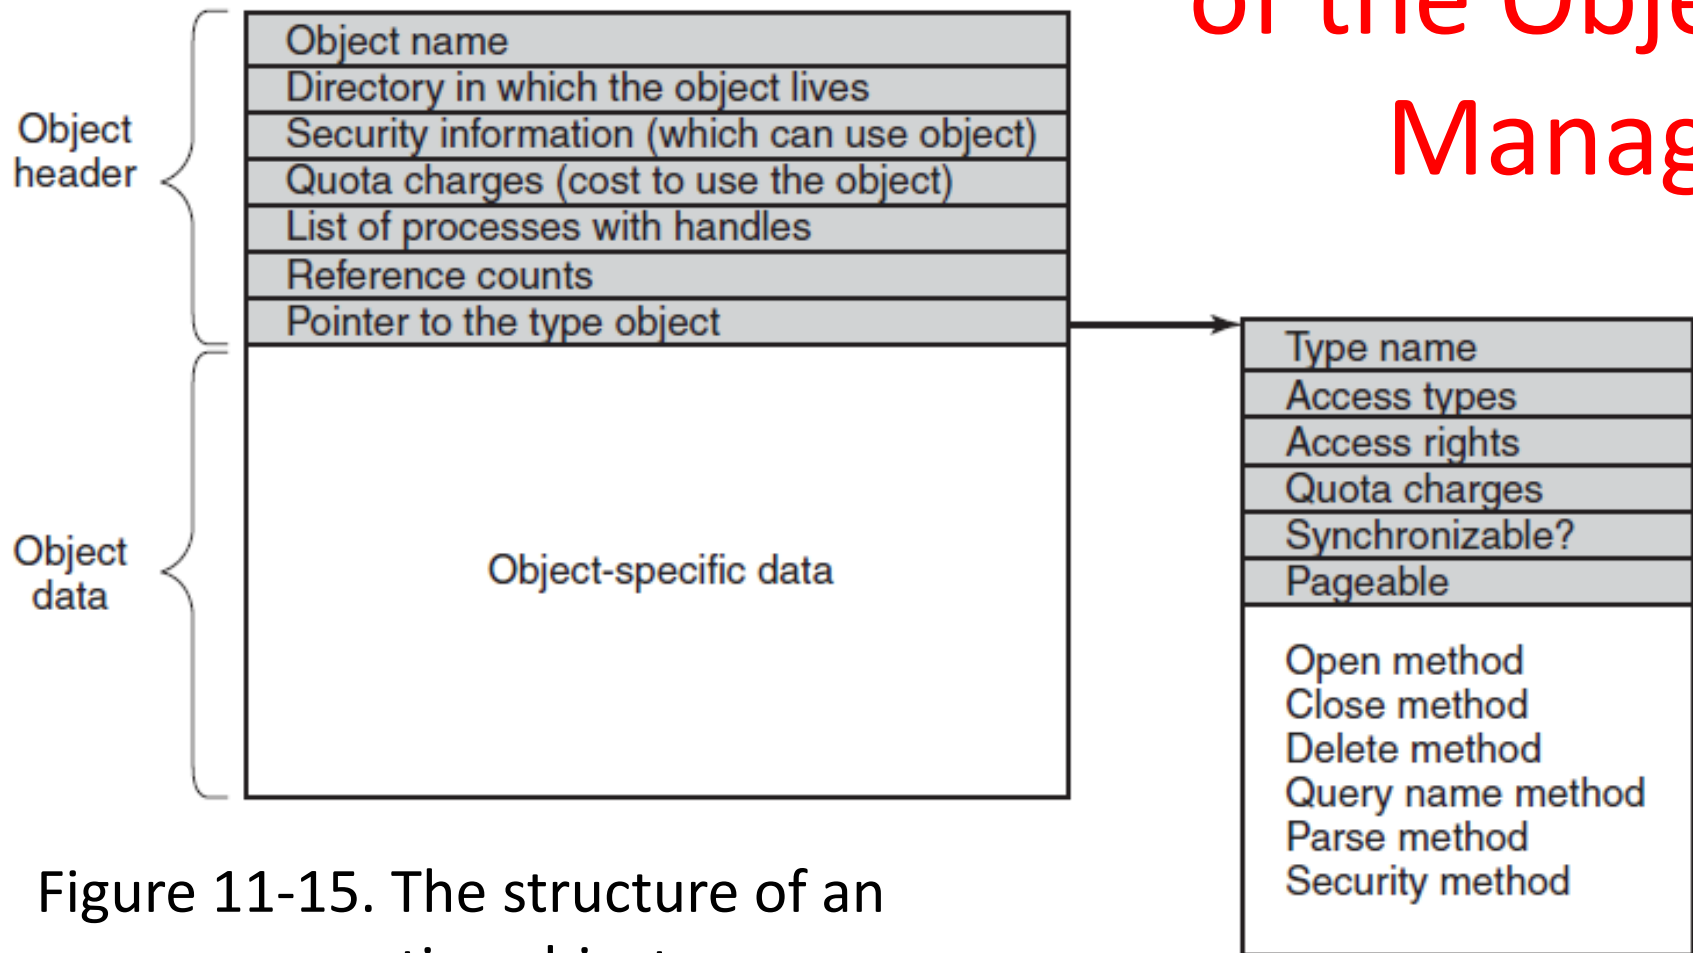 of the Obje
Manag
Object
header
Object name
Directory in which the object lives
Security information (which can use object)
Quota charges (cost to use the object)
List of processes with handles
Reference counts
Pointer to the type object
Object
data
Object-specific data
Type name
Access types
Access rights
Quota charges
Synchronizable?
Pageable
Open method
Close method
Delete method
Query name method
Parse method
Security method
Figure 11-15. The structure of an